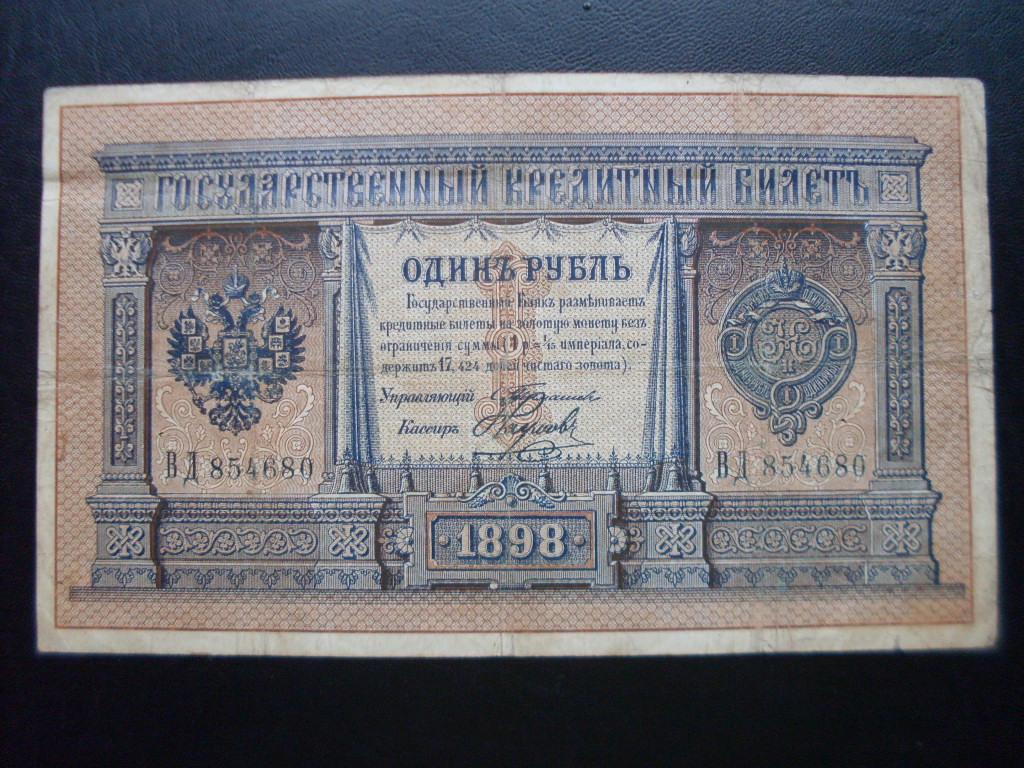 ГОСУДАРСТВЕННЫЙ КРЕДИТНЫЙ БИЛЕТЪ
ОДИНЪ РУБЛЬ
Государственный Банкъ размѣниваетъ
кредитные билеты на золотую монету безъ
ограниченія суммы (1 р. = 1/15 имперіала, со-
держитъ 17,424 долей чистаго золота).
Управляющій
Кассиръ
ВД 854680
ВД 854680
1898